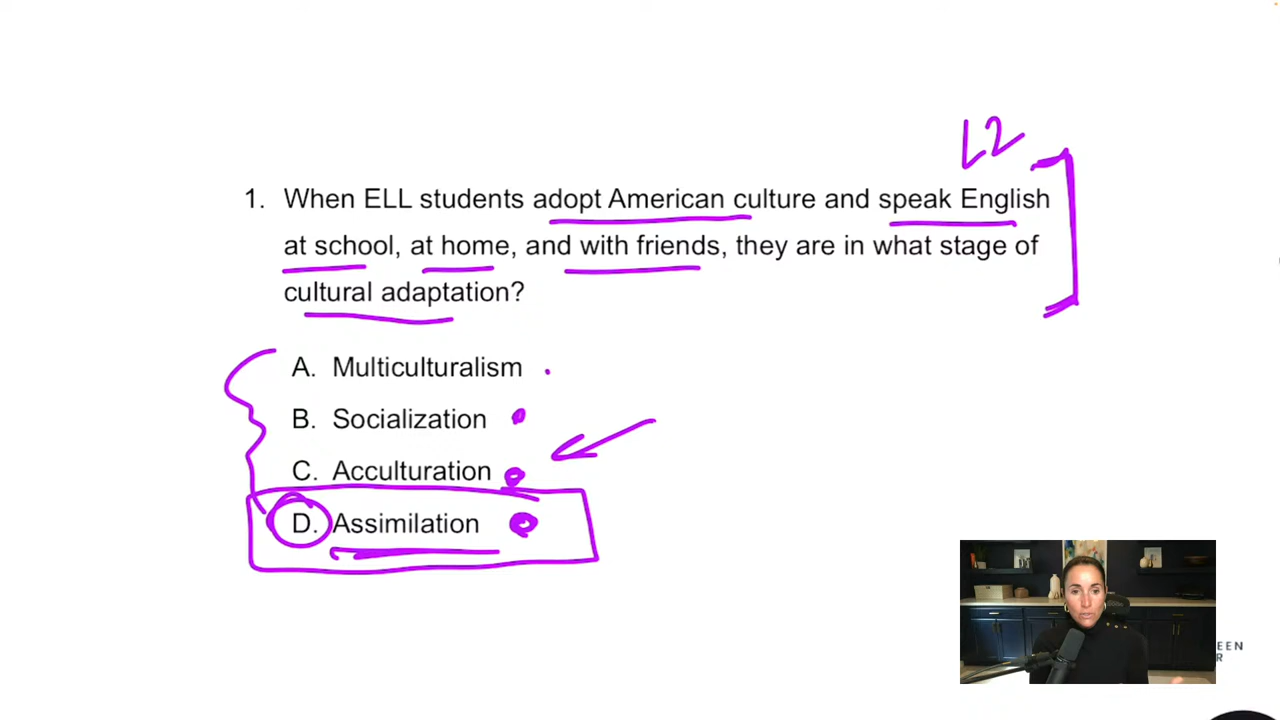 L2
1. When ELL students adopt American culture and speak English
at school, at home, and with friends, they are in what stage of
cultural adaptation?
A. Multiculturalism
B. Socialization
C. Acculturation
D. Assimilation